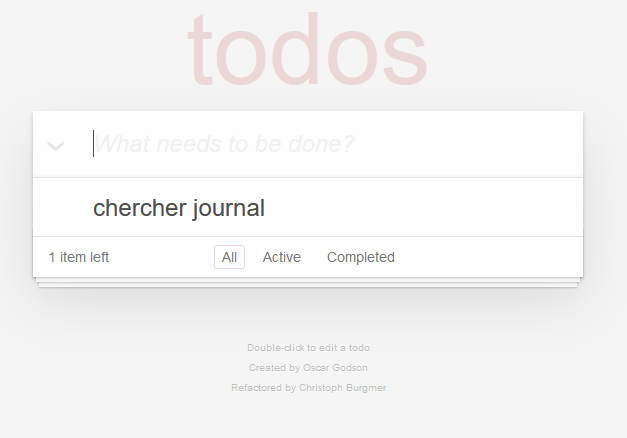 todos
What needs to be done?
chercher journal
1 item left All Active Completed
Double-click to edit a todo
Created by Oscar Godson
Refactored by Christoph Burgmer